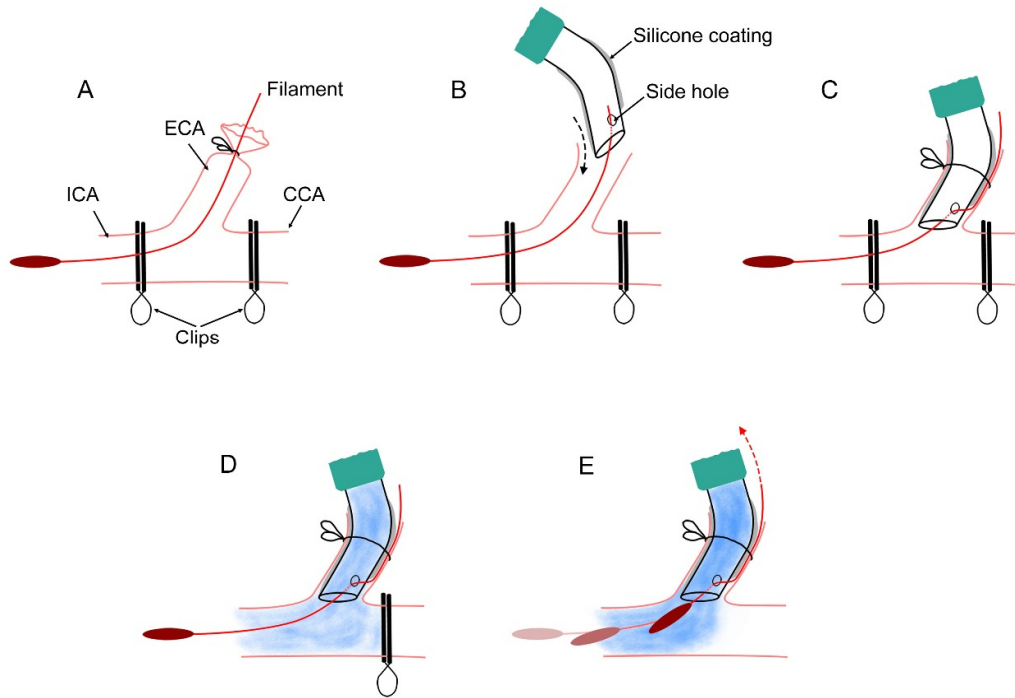 A
Filament
ECA
ICA
CCA
Clips
B
Silicone coating
Side hole
C
D
E